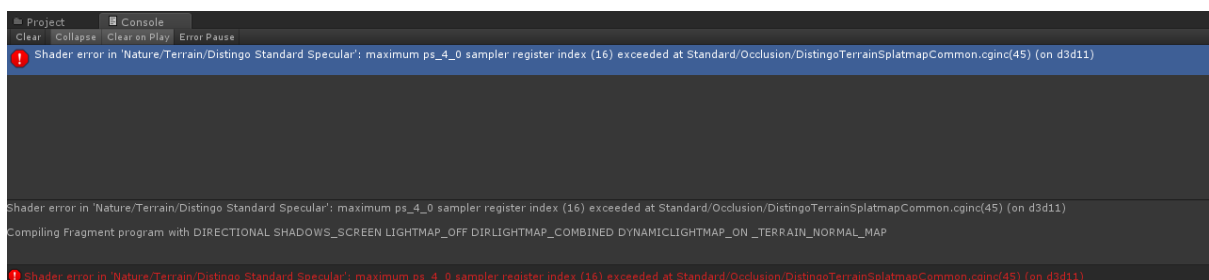 Project Console
Clear Collapse Clear on Play Error Pause
Shader error in 'Nature/Terrain/Distingo Standard Specular': maximum ps_4_0 sampler register index (16) exceeded at Standard/Occlusion/DistingoTerrainSplatmapCommon.cginc(45) (on d3d11)
Shader error in 'Nature/Terrain/Distingo Standard Specular': maximum ps_4_0 sampler register index (16) exceeded at Standard/Occlusion/DistingoTerrainSplatmapCommon.cginc(45) (on d3d11)
Compiling Fragment program with DIRECTIONAL SHADOWS_SCREEN LIGHTMAP_OFF DIRLIGHTMAP_COMBINED DYNAMICLIGHTMAP_ON _TERRAIN_NORMAL_MAP
Shader error in 'Nature/Terrain/Distingo Standard Specular': maximum ps_4_0 sampler register index (16) exceeded at Standard/Occlusion/DistingoTerrainSplatmapCommon.cginc(45) (on d3d11)